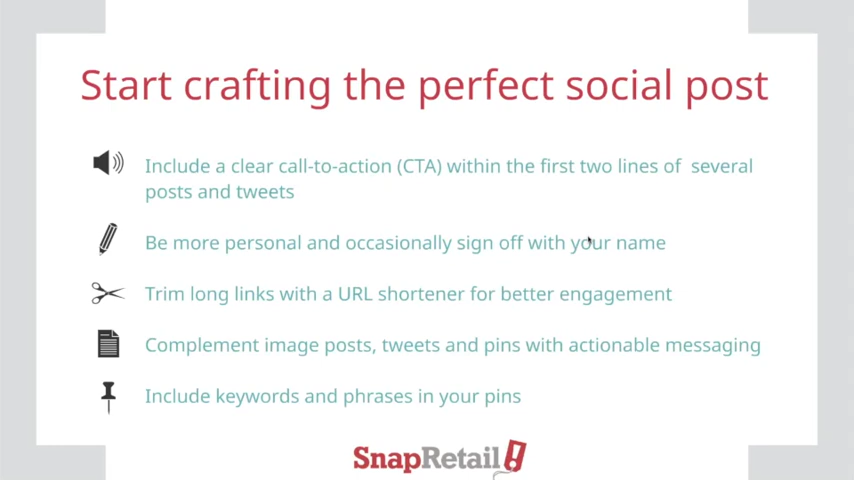 Start crafting the perfect social post
Include a clear call-to-action (CTA) within the first two lines of several
posts and tweets
Be more personal and occasionally sign off with your name
Trim long links with a URL shortener for better engagement
Complement image posts, tweets and pins with actionable messaging
Include keywords and phrases in your pins
SnapRetail!